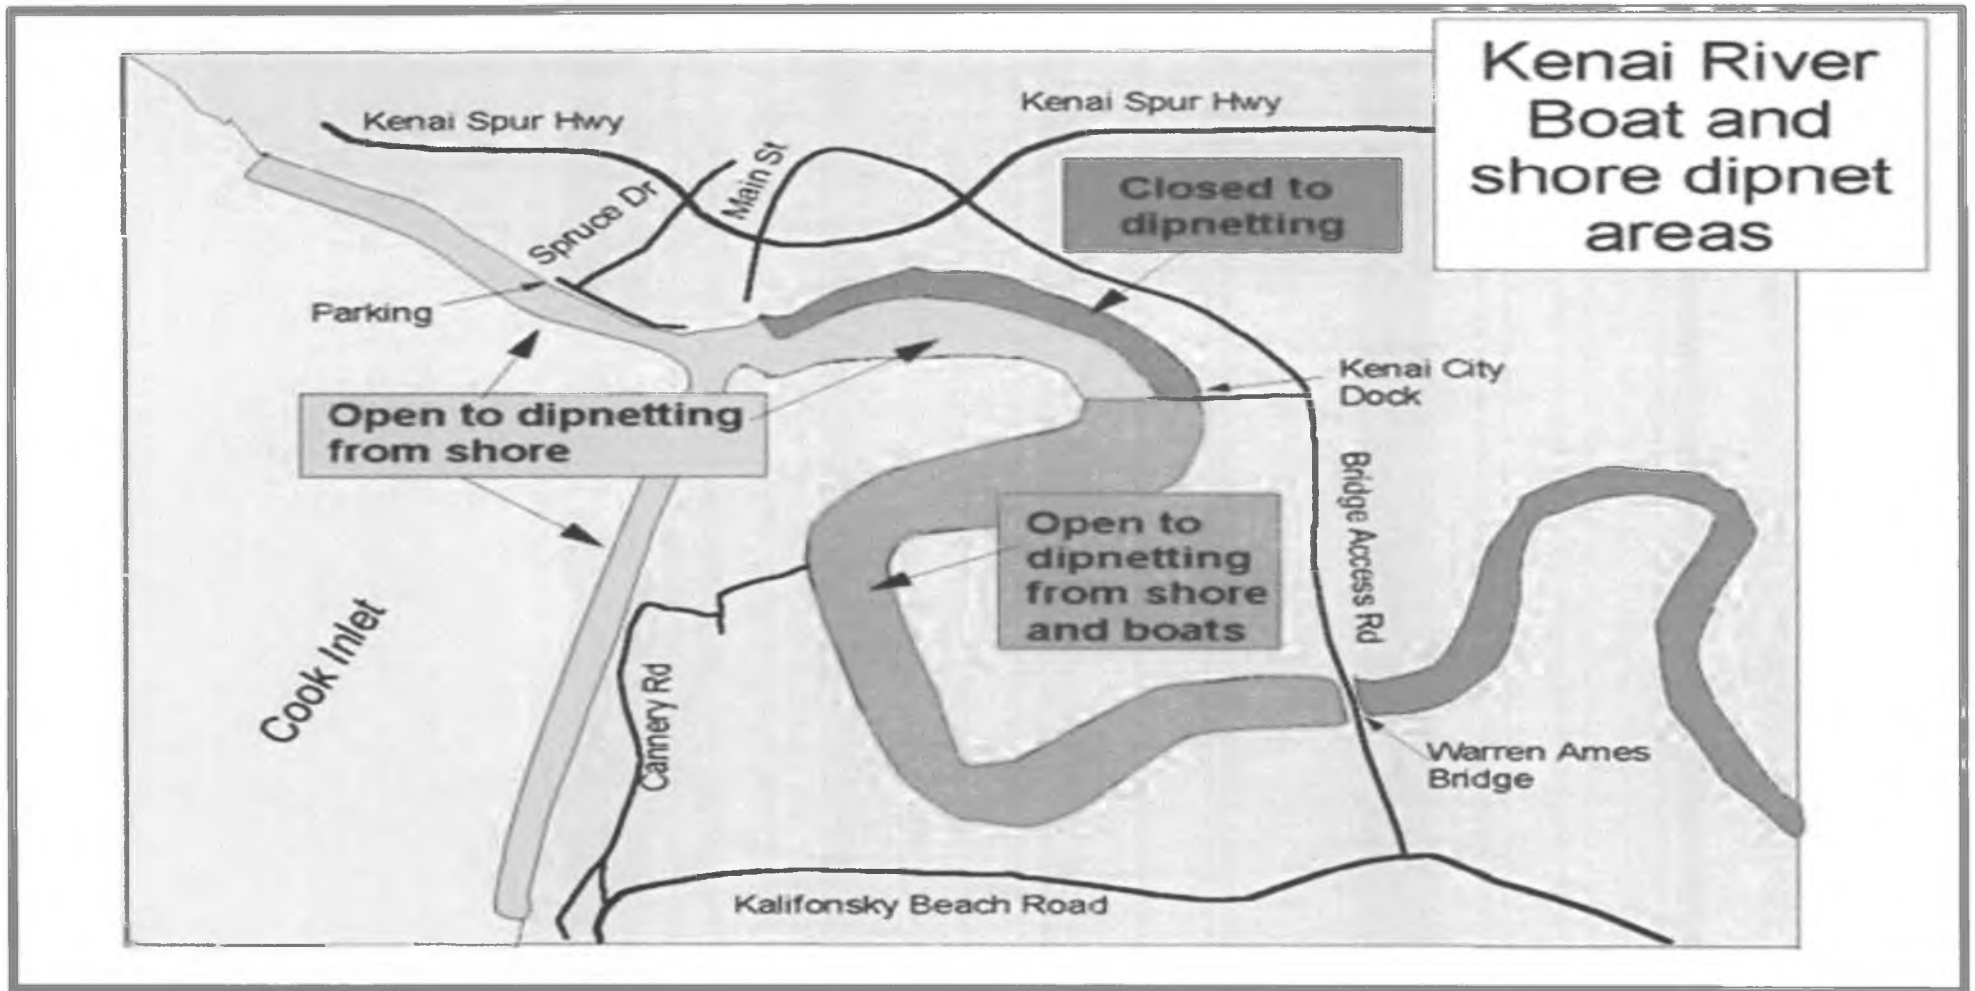 Kenai River
Boat and
shore dipnet
areas
Kenai Spur Hwy
Kenai Spur Hwy
Main St
Spruce Dr
Closed to
dipnetting
Parking
Kenai City
Dock
Open to dipnetting
from shore
Bridge Access Rd
Open to
dipnetting
from shore
and boats
Cook Inlet
Cannery Rd
Warren Ames
Bridge
Kalifonsky Beach Road